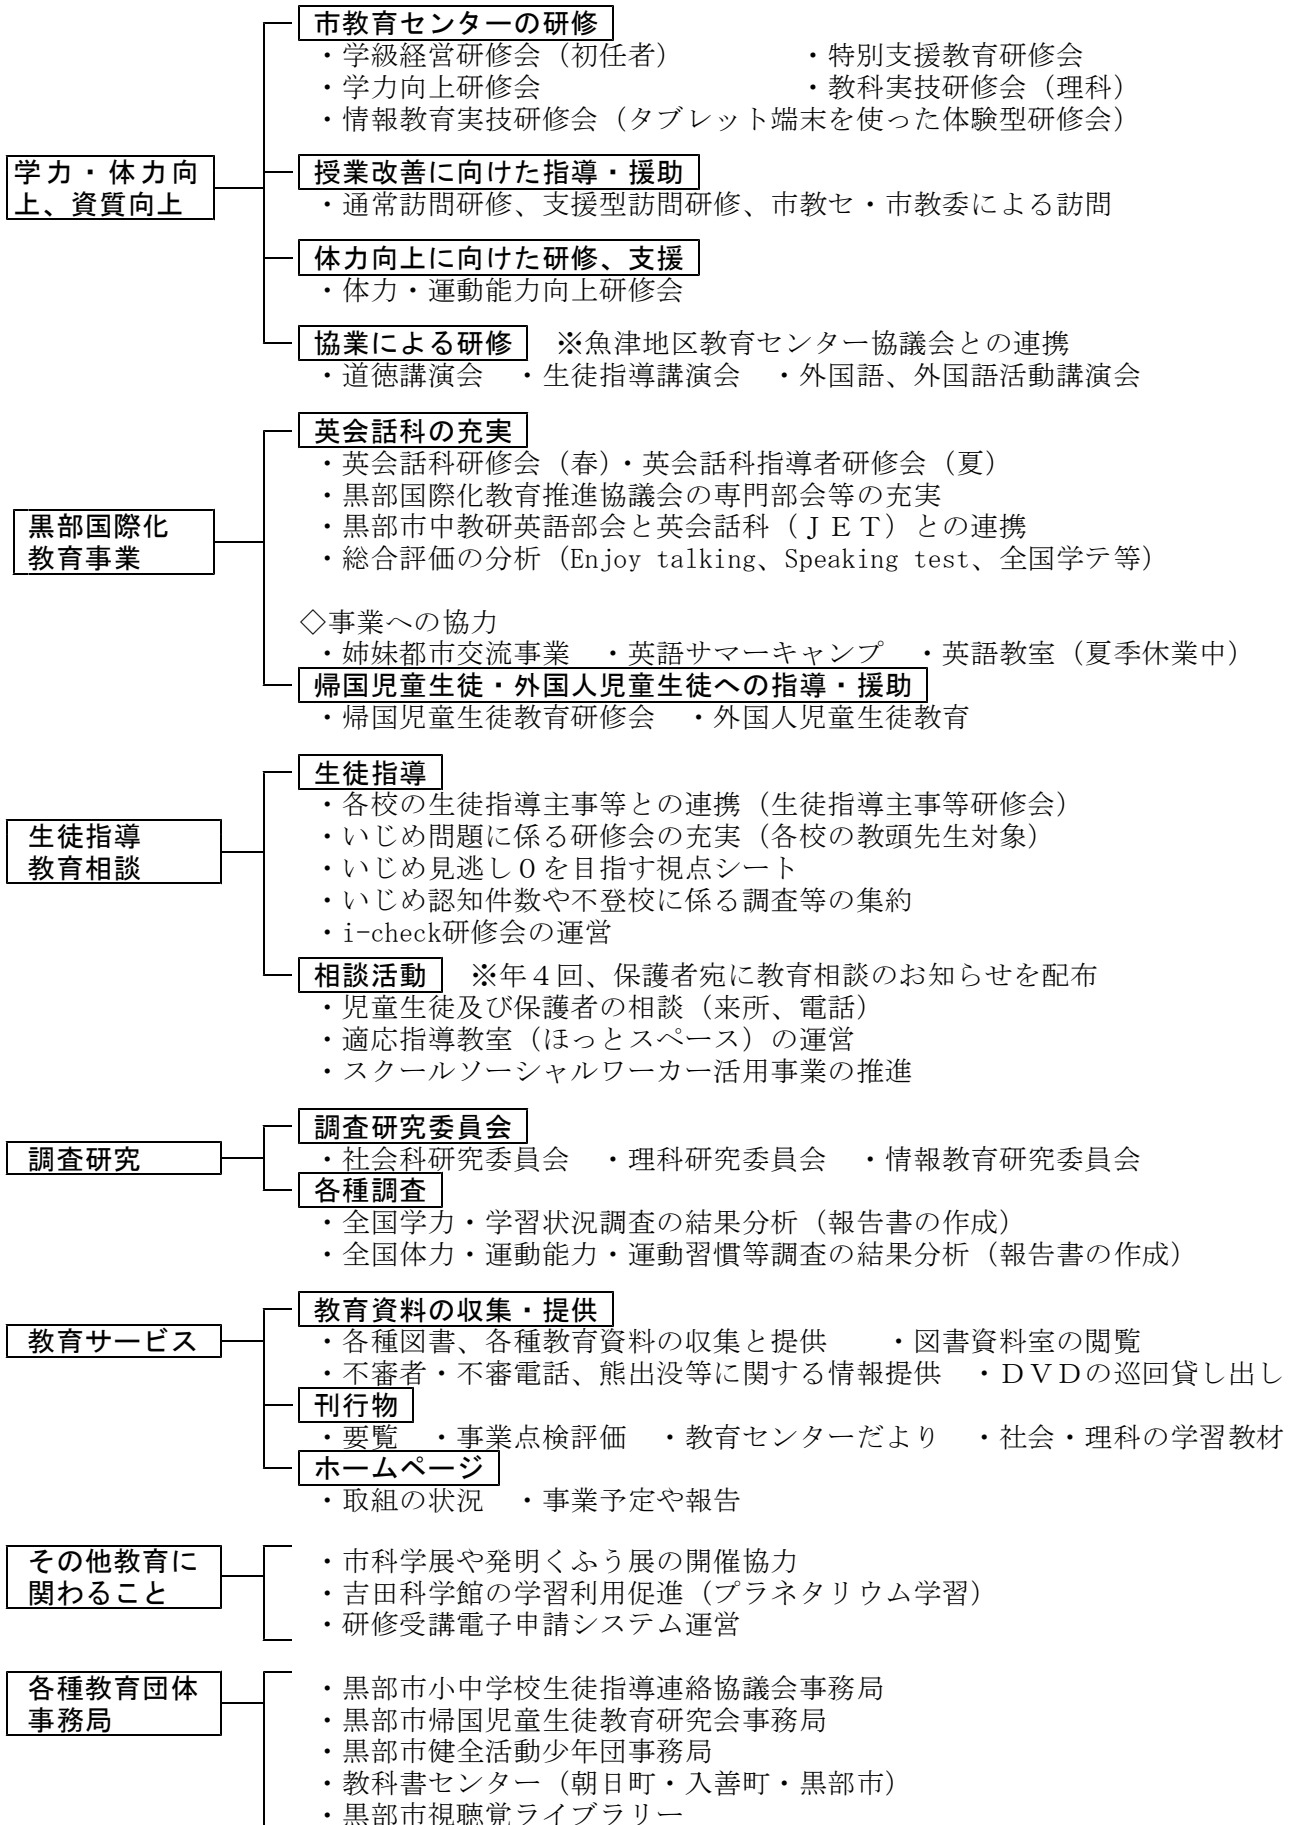 市教育センターの研修
・学級経営研修会（初任者）　・特別支援教育研修会
・学力向上研修会　・教科実技研修会（理科）
・情報教育実技研修会（タブレット端末を使った体験型研修会）
学力・体力向
上、資質向上
授業改善に向けた指導・援助
・通常訪問研修、支援型訪問研修、市教セ・市教委による訪問
体力向上に向けた研修、支援
・体力・運動能力向上研修会
協業による研修　※魚津地区教育センター協議会との連携
・道徳講演会　・生徒指導講演会　・外国語、外国語活動講演会
英会話科の充実
・英会話科研修会（春）・英会話科指導者研修会（夏）
・黒部国際化教育推進協議会の専門部会等の充実
・黒部市中教研英語部会と英会話科（ＪＥＴ）との連携
・総合評価の分析（Enjoy talking、Speaking test、全国学テ等）
黒部国際化
教育事業
◇事業への協力
・姉妹都市交流事業　・英語サマーキャンプ　・英語教室（夏季休業中）
帰国児童生徒・外国人児童生徒への指導・援助
・帰国児童生徒教育研修会　・外国人児童生徒教育
生徒指導
・各校の生徒指導主事等との連携（生徒指導主事等研修会）
・いじめ問題に係る研修会の充実（各校の教頭先生対象）
・いじめ見逃し０を目指す視点シート
・いじめ認知件数や不登校に係る調査等の集約
・i-check研修会の運営
生徒指導
教育相談
相談活動　※年４回、保護者宛に教育相談のお知らせを配布
・児童生徒及び保護者の相談（来所、電話）
・適応指導教室（ほっとスペース）の運営
・スクールソーシャルワーカー活用事業の推進
調査研究
調査研究委員会
・社会科研究委員会　・理科研究委員会　・情報教育研究委員会
各種調査
・全国学力・学習状況調査の結果分析（報告書の作成）
・全国体力・運動能力・運動習慣等調査の結果分析（報告書の作成）
教育サービス
教育資料の収集・提供
・各種図書、各種教育資料の収集と提供　・図書資料室の閲覧
・不審者・不審電話、熊出没等に関する情報提供　・ＤＶＤの巡回貸し出し
刊行物
・要覧　・事業点検評価　・教育センターだより　・社会・理科の学習教材
ホームページ
・取組の状況　・事業予定や報告
その他教育に
関わること
・市科学展や発明くふう展の開催協力
・吉田科学館の学習利用促進（プラネタリウム学習）
・研修受講電子申請システム運営
各種教育団体
事務局
・黒部市小中学校生徒指導連絡協議会事務局
・黒部市帰国児童生徒教育研究会事務局
・黒部市健全活動少年団事務局
・教科書センター（朝日町・入善町・黒部市）
・黒部市視聴覚ライブラリー